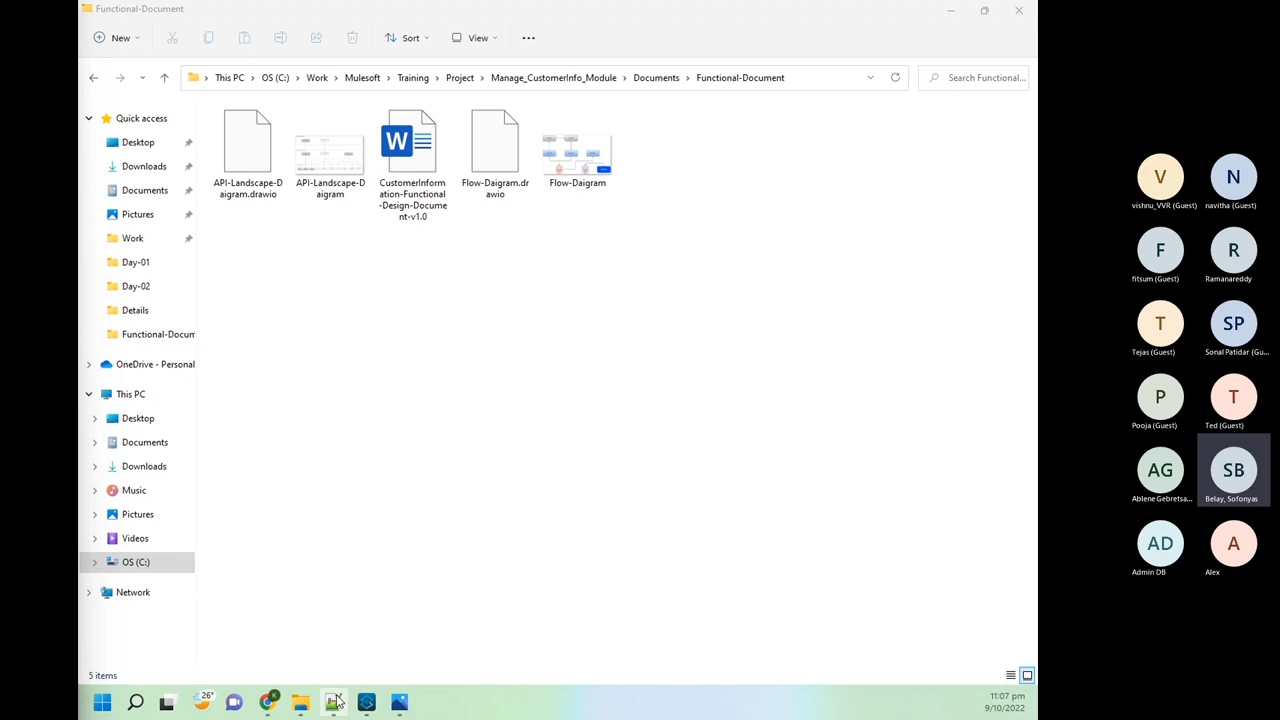 Functional-Document
New
Sort
View
This PC
OS (C:)
Work
Mulesoft
Training
Project
Manage_CustomerInfo_Module
Documents
Functional-Document
Search Functional...
Quick access
Desktop
Downloads
Documents
Pictures
Work
Day-01
Day-02
Details
Functional-Docum
OneDrive - Personal
This PC
Desktop
Documents
Downloads
Music
Pictures
Videos
OS (C:)
Network
API-Landscape-D
aigram.drawio
API-Landscape-D
aigram
W
CustomerInform
ation-Functional
-Design-Docume
nt-v1.0
Flow-Daigram.dr
awio
Flow-Daigram
5 items
26°
K
11:07 pm
9/10/2022
V
vishnu_VVR (Guest)
N
navitha (Guest)
F
fitsum (Guest)
R
Ramanareddy
T
Tejas (Guest)
SP
Sonal Patidar (Gu...
P
Pooja (Guest)
T
Ted (Guest)
AG
Ablene Gebretsa...
SB
Belay, Sofonyas
AD
Admin DB
A
Alex